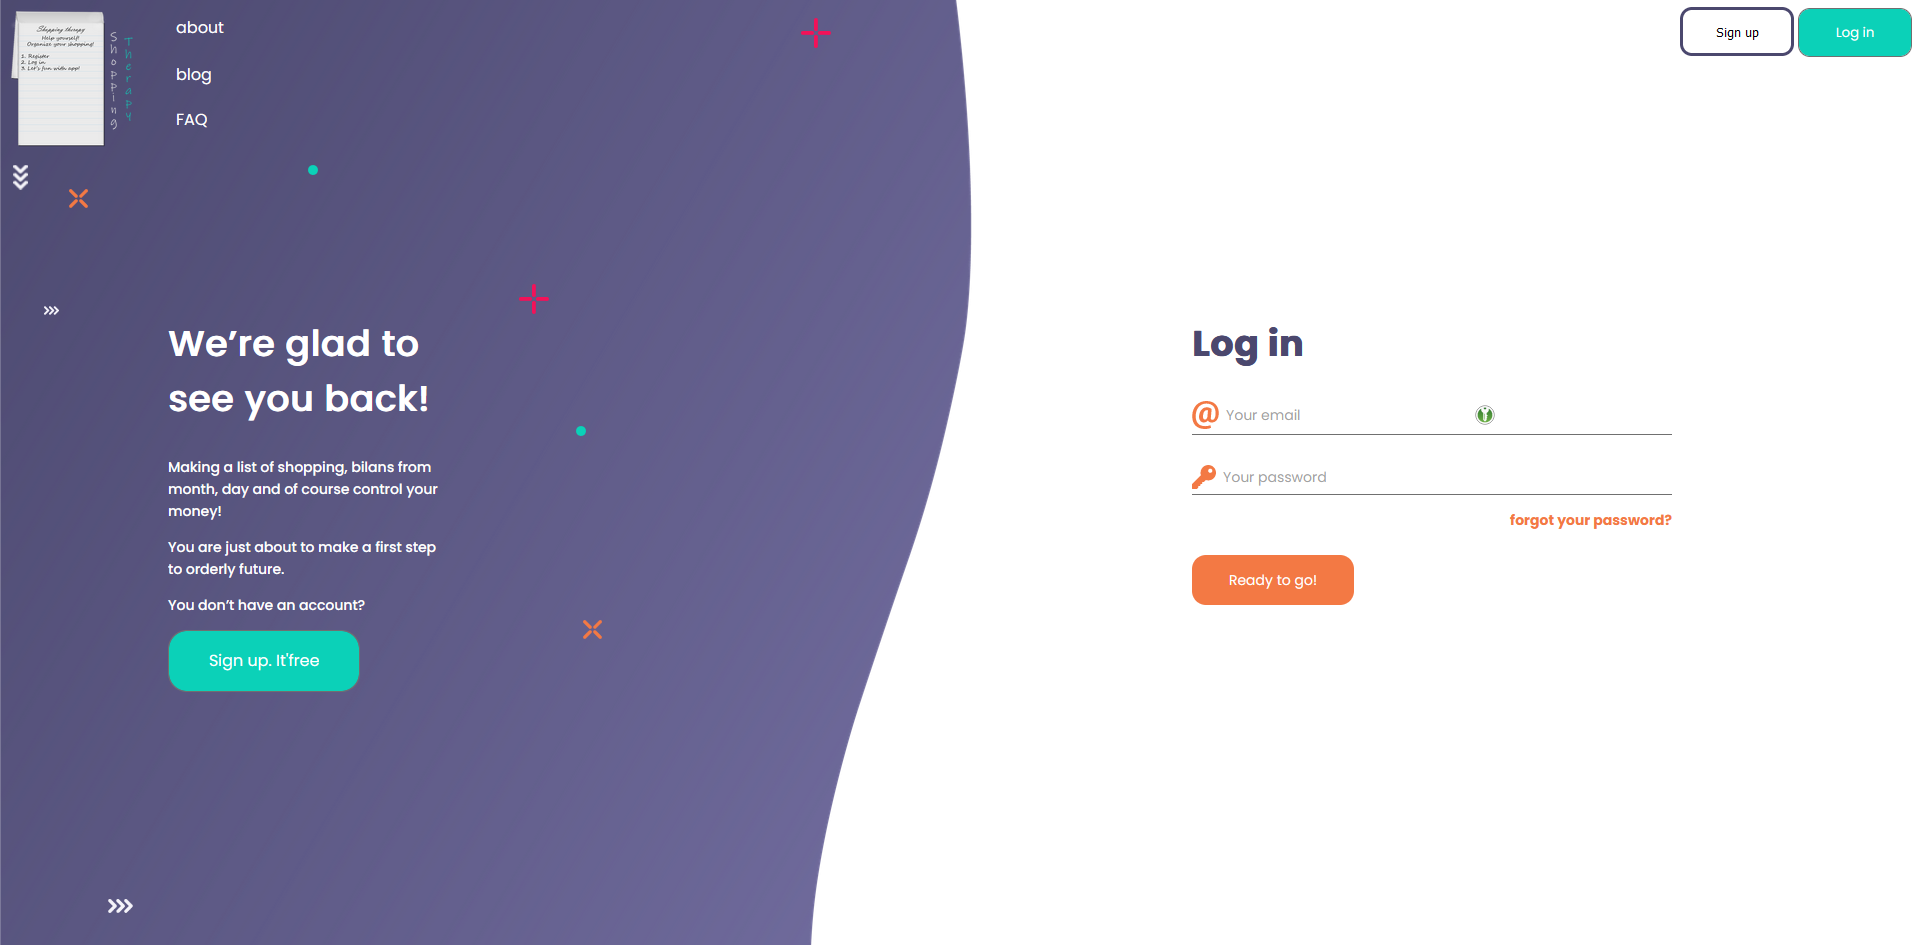 Shopping therapy
Help yourself!
Organize your shopping!
1. Register
2. Log in
3. Let's fun with app!
Shopping
Therapy
about
blog
FAQ
Sign up
Log in
We’re glad to
see you back!
Making a list of shopping, bilans from
month, day and of course control your
money!
You are just about to make a first step
to orderly future.
You don’t have an account?
Sign up. It'free
Log in
@ Your email
Your password
forgot your password?
Ready to go!